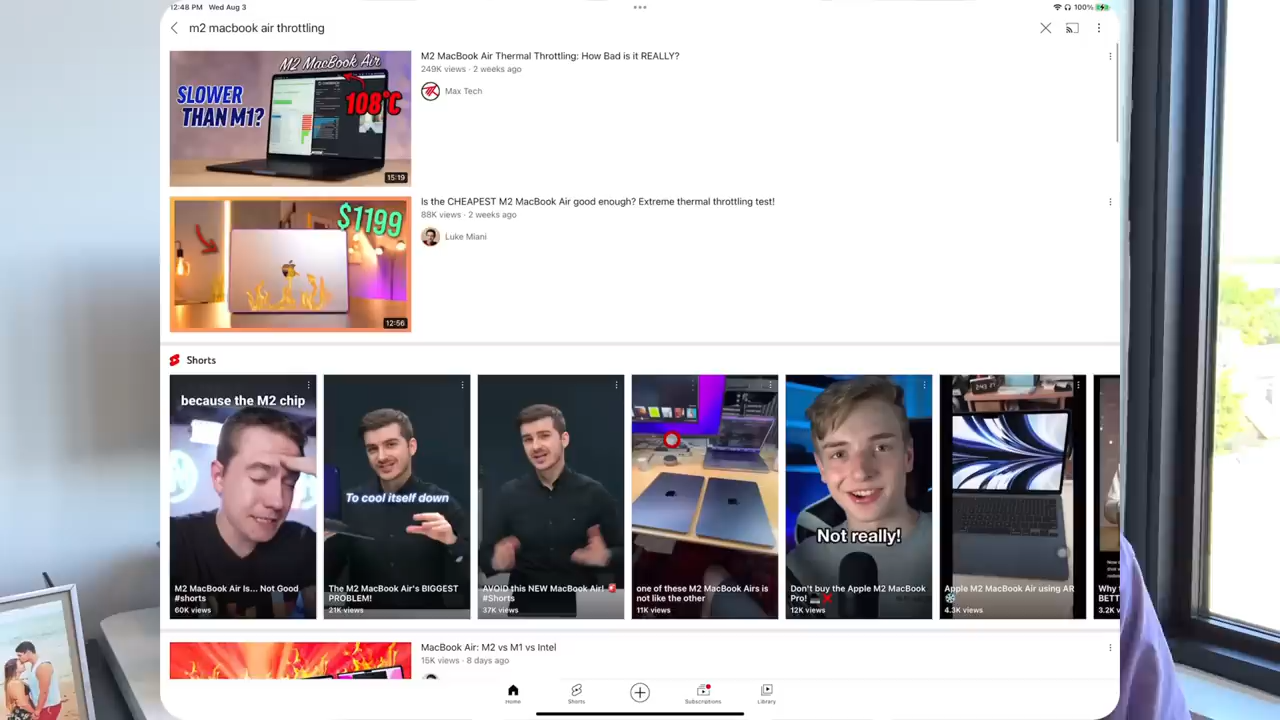 12:48 PM Wed Aug 3
100%
m2 macbook air throttling
M2 MacBook Air
SLOWER
THAN M1?
108°C
15:19
M2 MacBook Air Thermal Throttling: How Bad is it REALLY?
249K views · 2 weeks ago
Max Tech
$1199
12:56
Is the CHEAPEST M2 MacBook Air good enough? Extreme thermal throttling test!
88K views · 2 weeks ago
Luke Miani
Shorts
because the M2 chip
M2 MacBook Air Is... Not Good
#shorts
60K views
To cool itself down
The M2 MacBook Air's BIGGEST
PROBLEM!
21K views
AVOID this NEW MacBook Air! 🚨
#Shorts
37K views
one of these M2 MacBook Airs is
not like the other
11K views
Not really!
Don't buy the Apple M2 MacBook
Pro!
12K views
2:43:21
Apple M2 MacBook Air using AR
4.3K views
Why
BETT
3.2K v
MacBook Air: M2 vs M1 vs Intel
15K views · 8 days ago
Home
Shorts
Subscriptions
Library